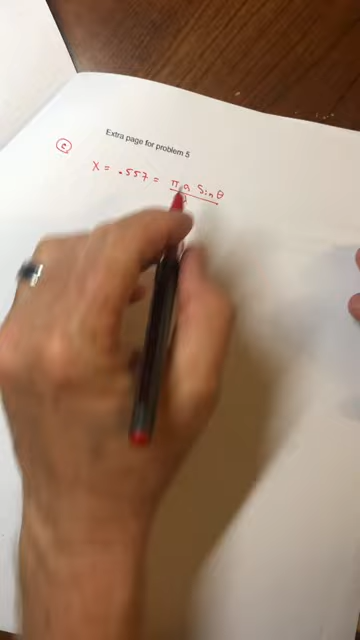 Extra page for problem 5
c
x = .557 = π a Sin θ